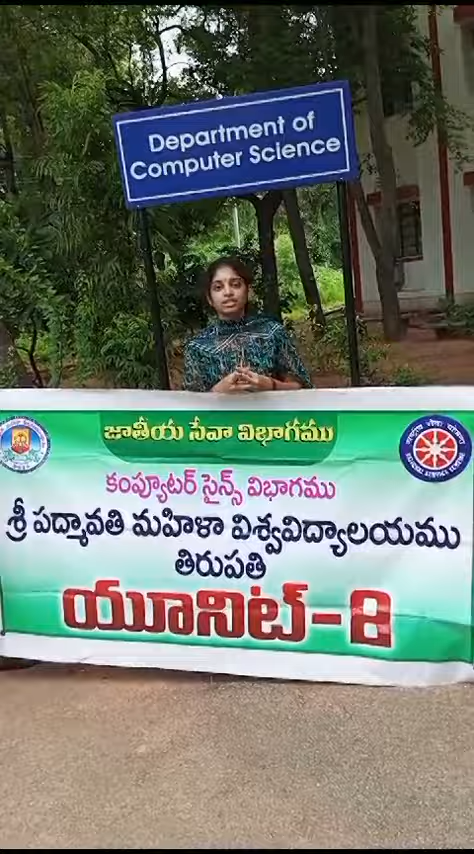 Department of
Computer Science
జాతీయ సేవా విభాగము
కంప్యూటర్ సైన్స్ విభాగము
శ్రీ పద్మావతి మహిళా విశ్వవిద్యాలయము
తిరుపతి
యూనిట్-8